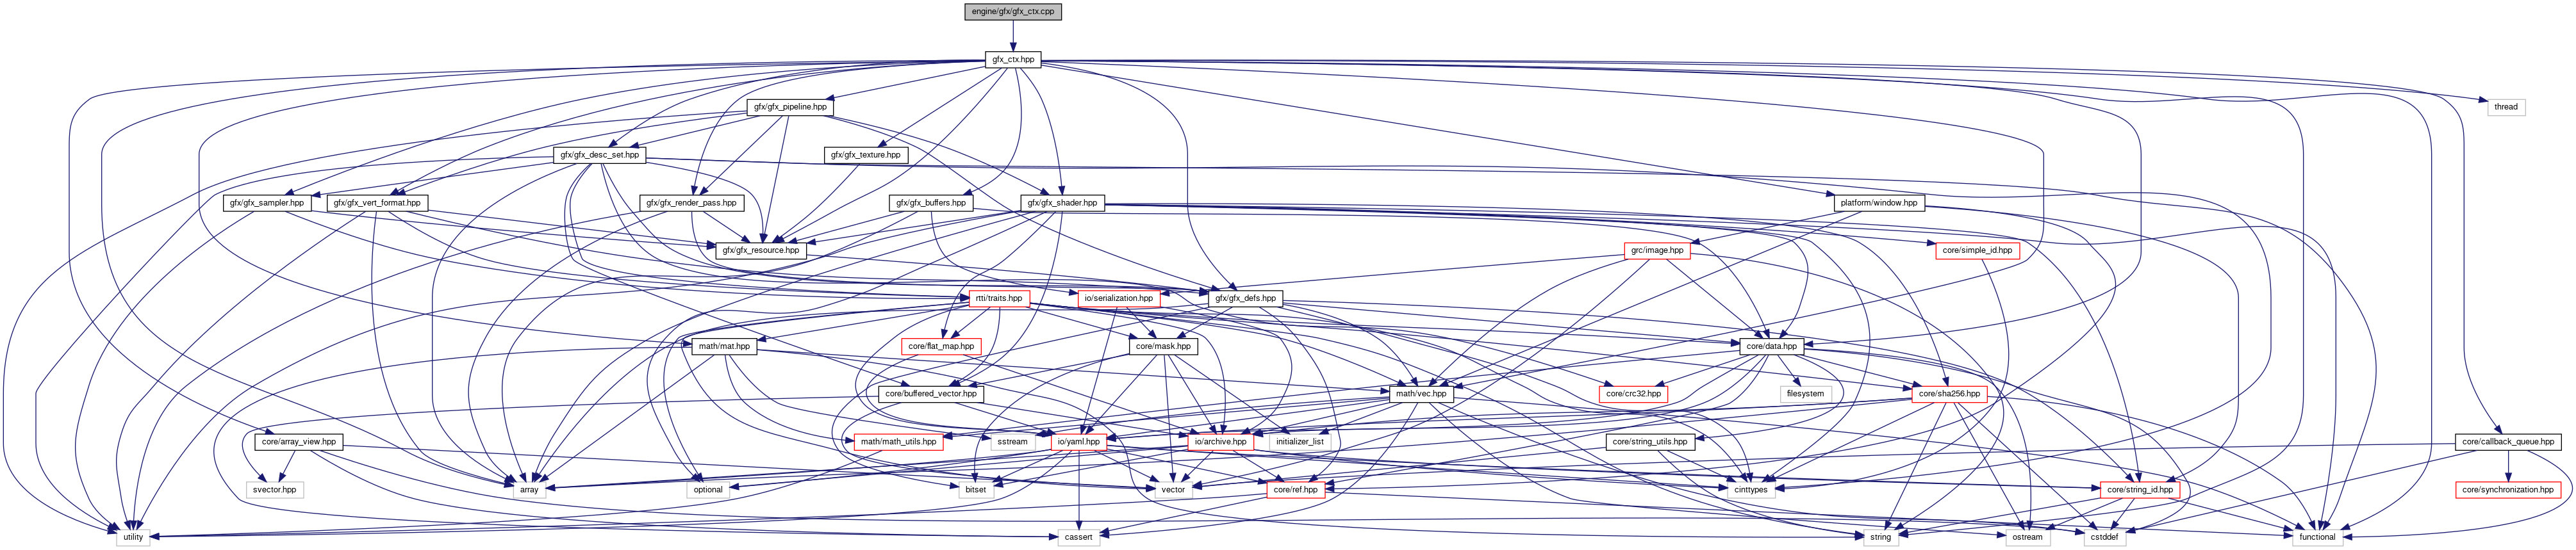 engine/gfx/gfx_ctx.cpp
gfx_ctx.hpp
gfx/gfx_pipeline.hpp
thread
gfx/gfx_desc_set.hpp
gfx/gfx_texture.hpp
gfx/gfx_sampler.hpp
gfx/gfx_vert_format.hpp
gfx/gfx_render_pass.hpp
gfx/gfx_buffers.hpp
gfx/gfx_shader.hpp
platform/window.hpp
gfx/gfx_resource.hpp
grc/image.hpp
core/simple_id.hpp
rtti/traits.hpp
io/serialization.hpp
gfx/gfx_defs.hpp
math/mat.hpp
core/flat_map.hpp
core/mask.hpp
core/data.hpp
core/buffered_vector.hpp
math/vec.hpp
core/crc32.hpp
filesystem
core/sha256.hpp
core/array_view.hpp
math/math_utils.hpp
sstream
io/yaml.hpp
io/archive.hpp
initializer_list
core/string_utils.hpp
core/callback_queue.hpp
svector.hpp
array
optional
bitset
vector
core/ref.hpp
cinttypes
core/string_id.hpp
core/synchronization.hpp
utility
cassert
string
ostream
cstddef
functional